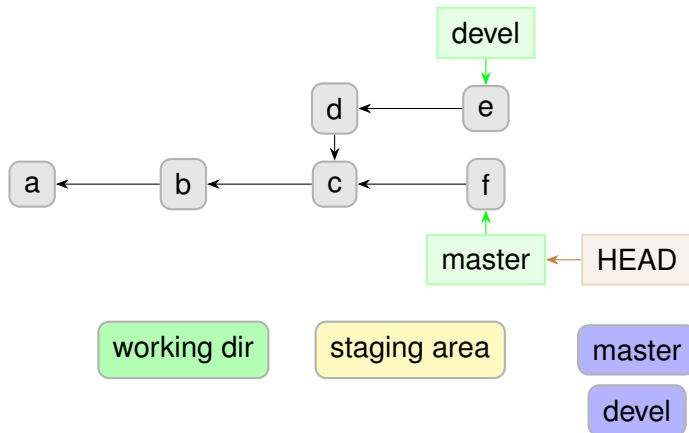 devel
d
e
a
b
c
f
master
HEAD
working dir
staging area
master
devel